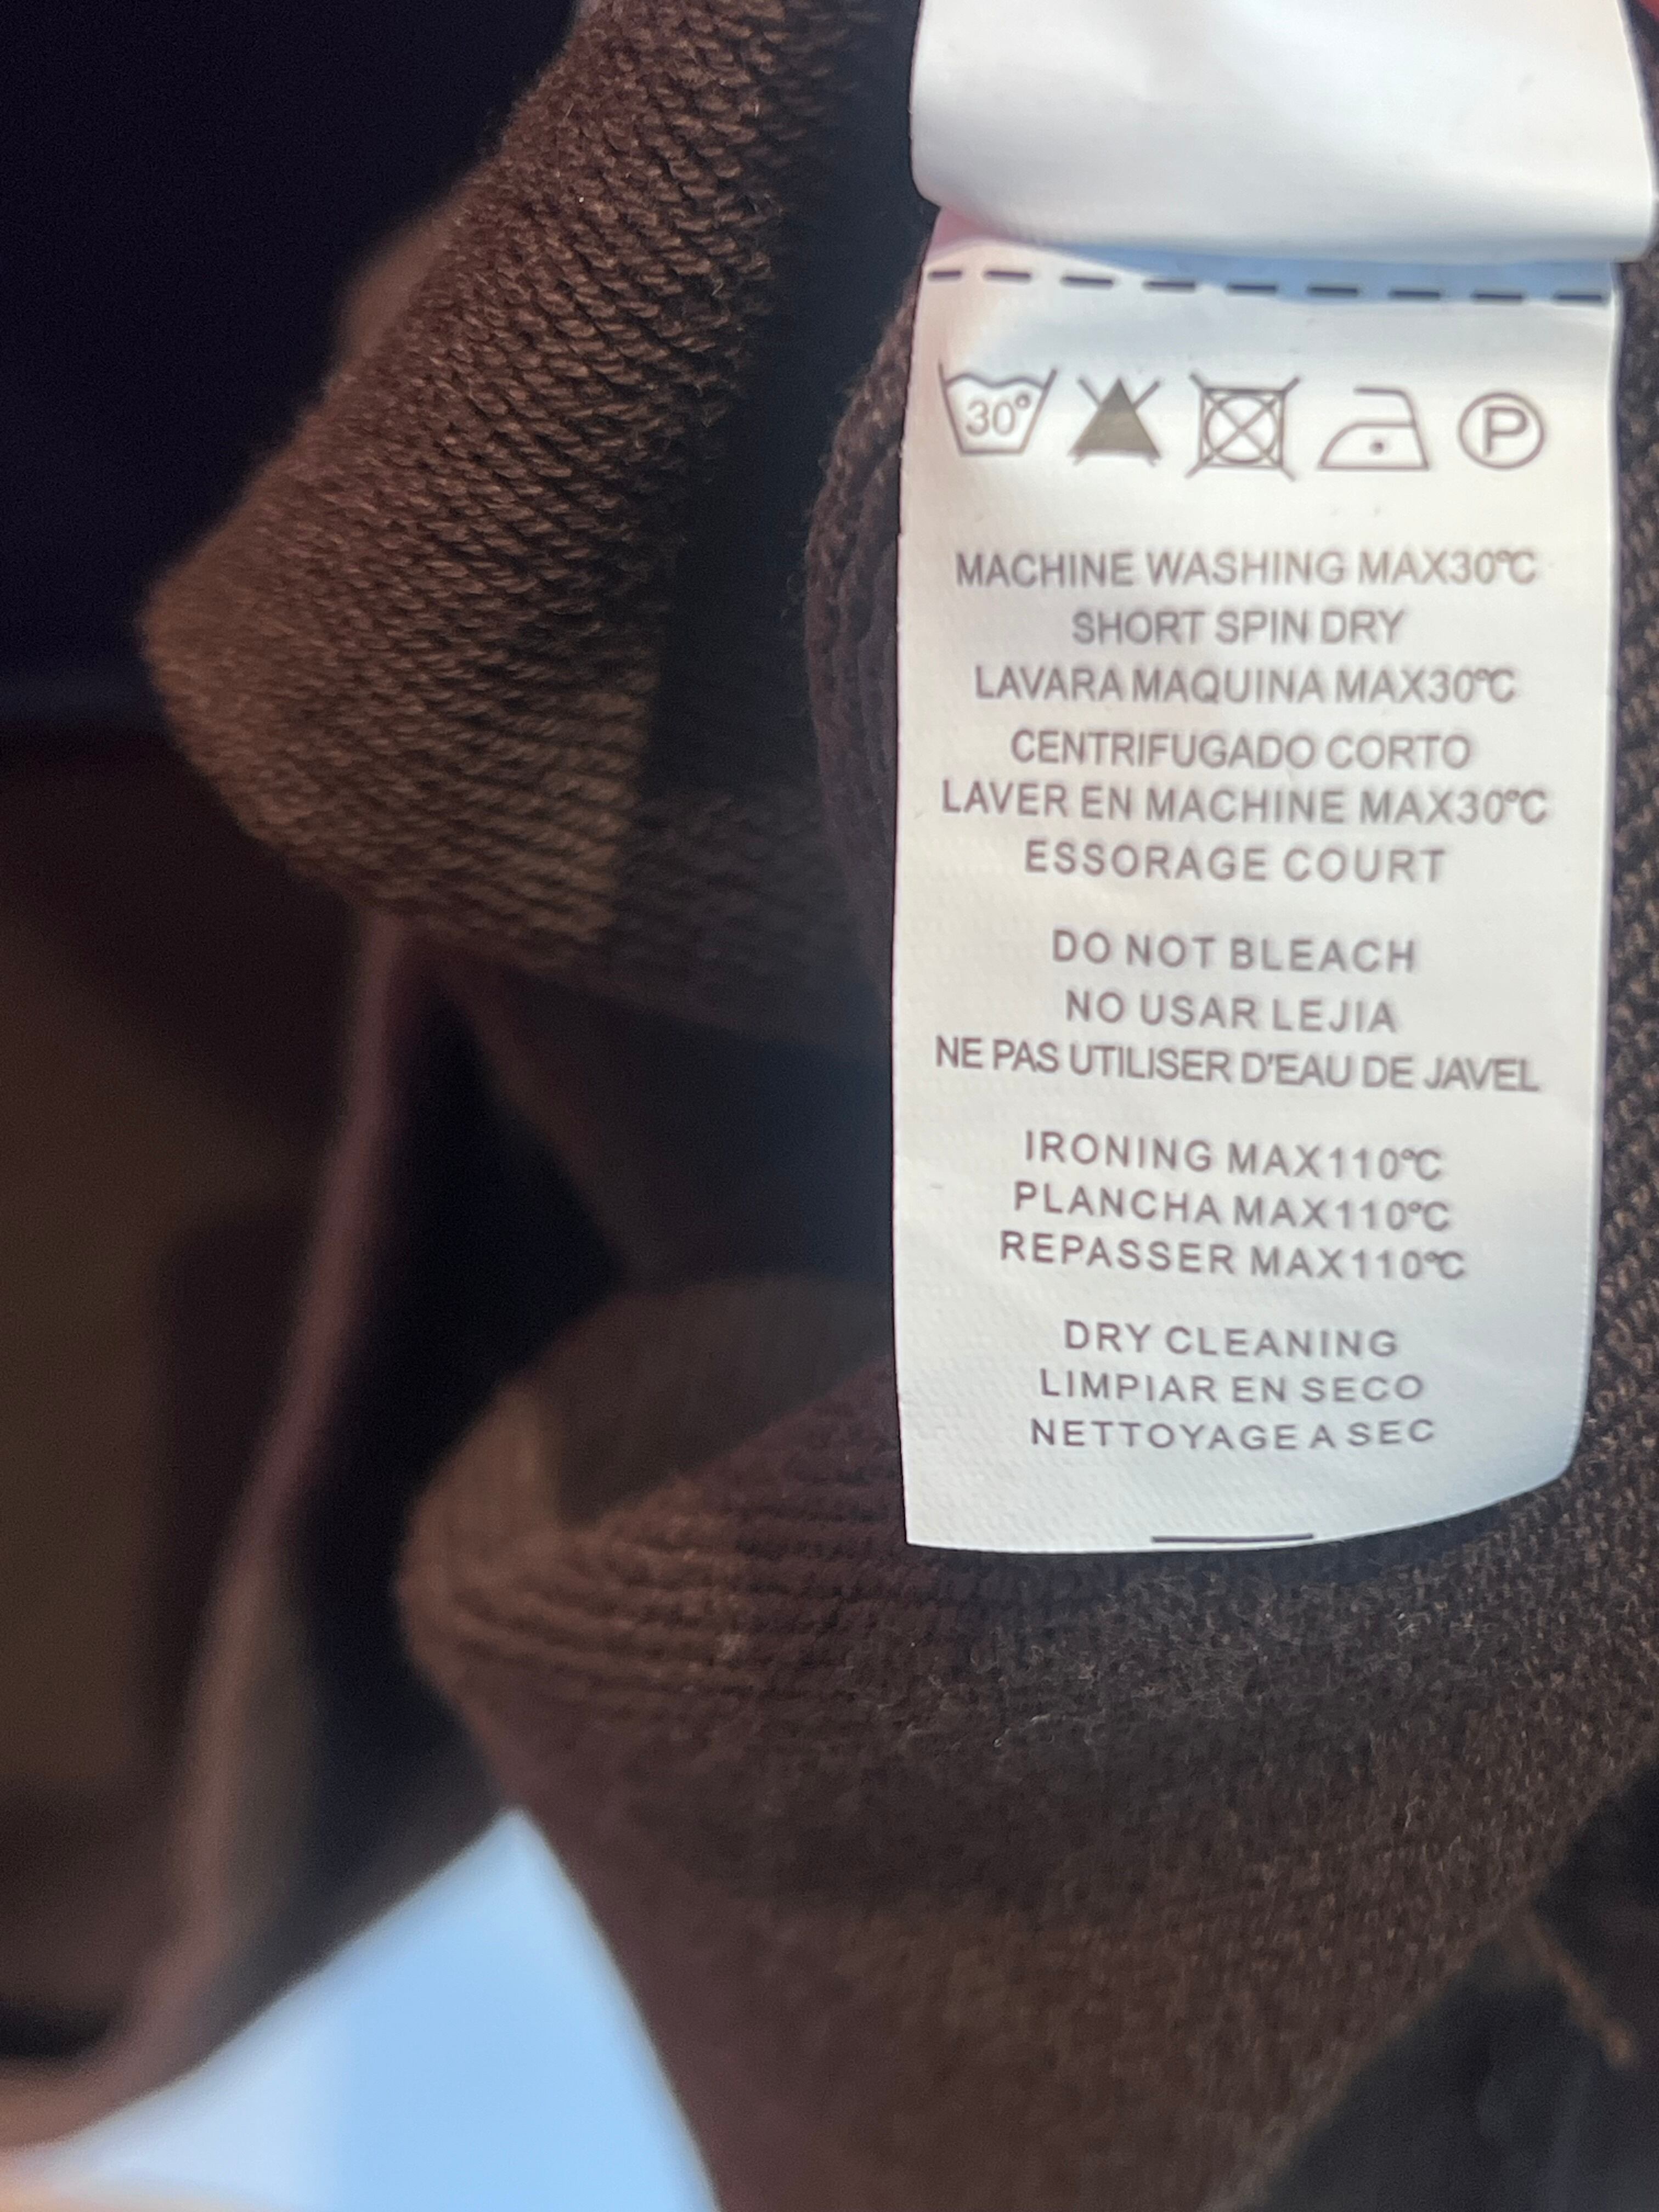 30°
P
MACHINE WASHING MAX30℃
SHORT SPIN DRY
LAVARA MAQUINA MAX30℃
CENTRIFUGADO CORTO
LAVER EN MACHINE MAX30℃
ESSORAGE COURT
DO NOT BLEACH
NO USAR LEJIA
NE PAS UTILISER D'EAU DE JAVEL
IRONING MAX110℃
PLANCHA MAX110℃
REPASSER MAX110℃
DRY CLEANING
LIMPIAR EN SECO
NETTOYAGE A SEC